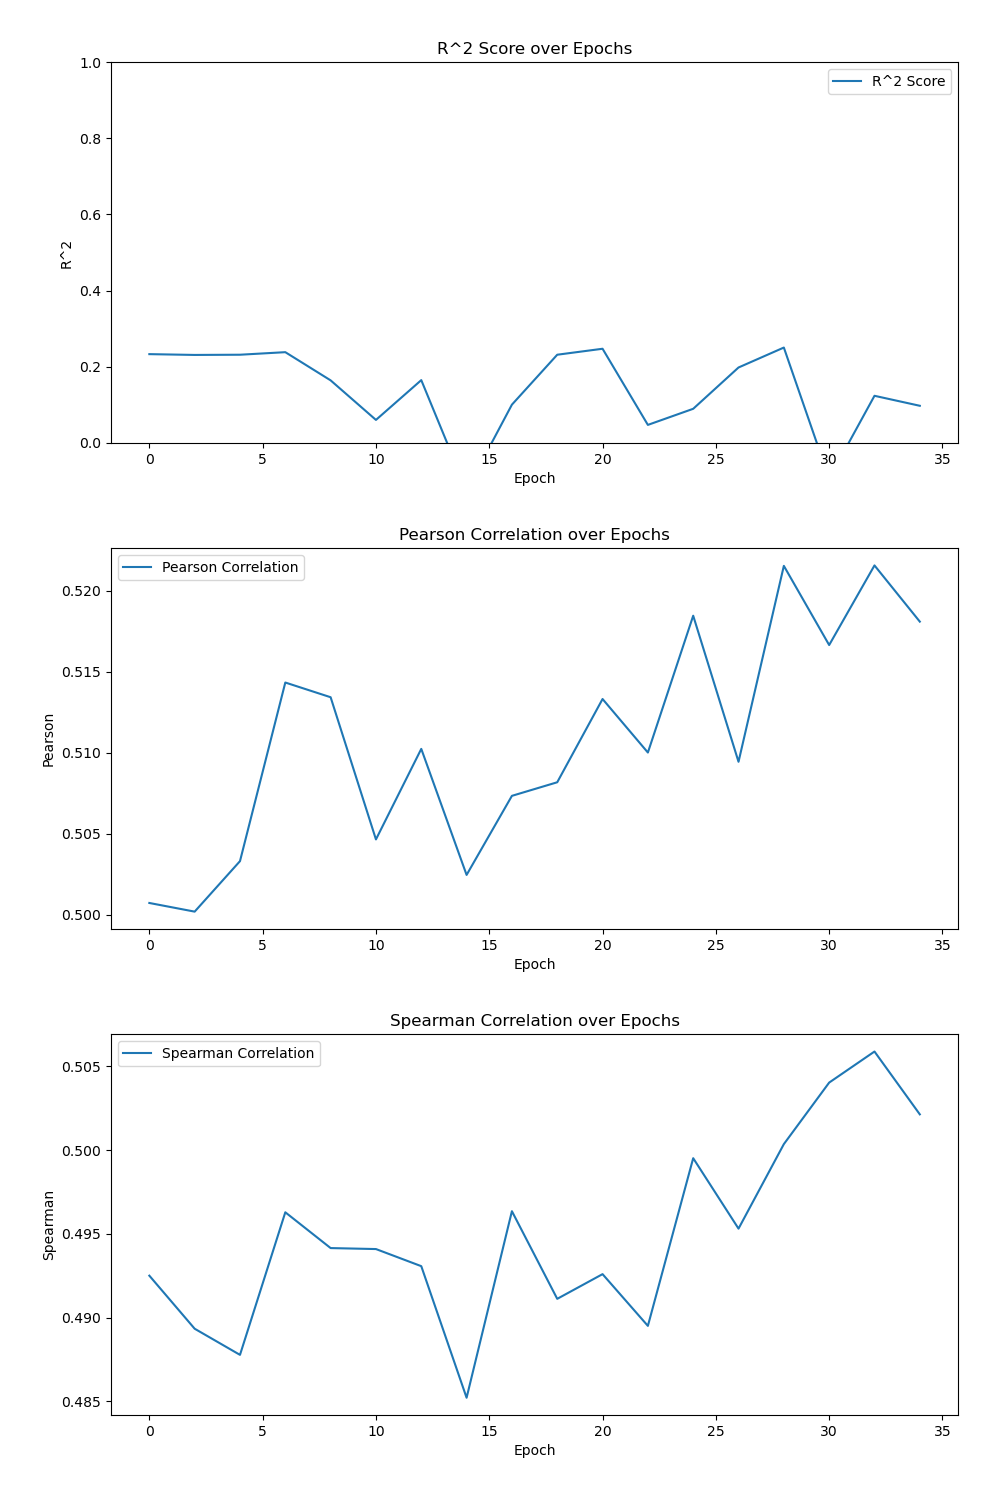 R^2 Score over Epochs
R^2 Score
1.0
0.8
0.6
0.4
0.2
0.0
R^2
0 5 10 15 20 25 30 35
Epoch
Pearson Correlation over Epochs
Pearson Correlation
0.520
0.515
0.510
0.505
0.500
Pearson
0 5 10 15 20 25 30 35
Epoch
Spearman Correlation over Epochs
Spearman Correlation
0.505
0.500
0.495
0.490
0.485
Spearman
0 5 10 15 20 25 30 35
Epoch